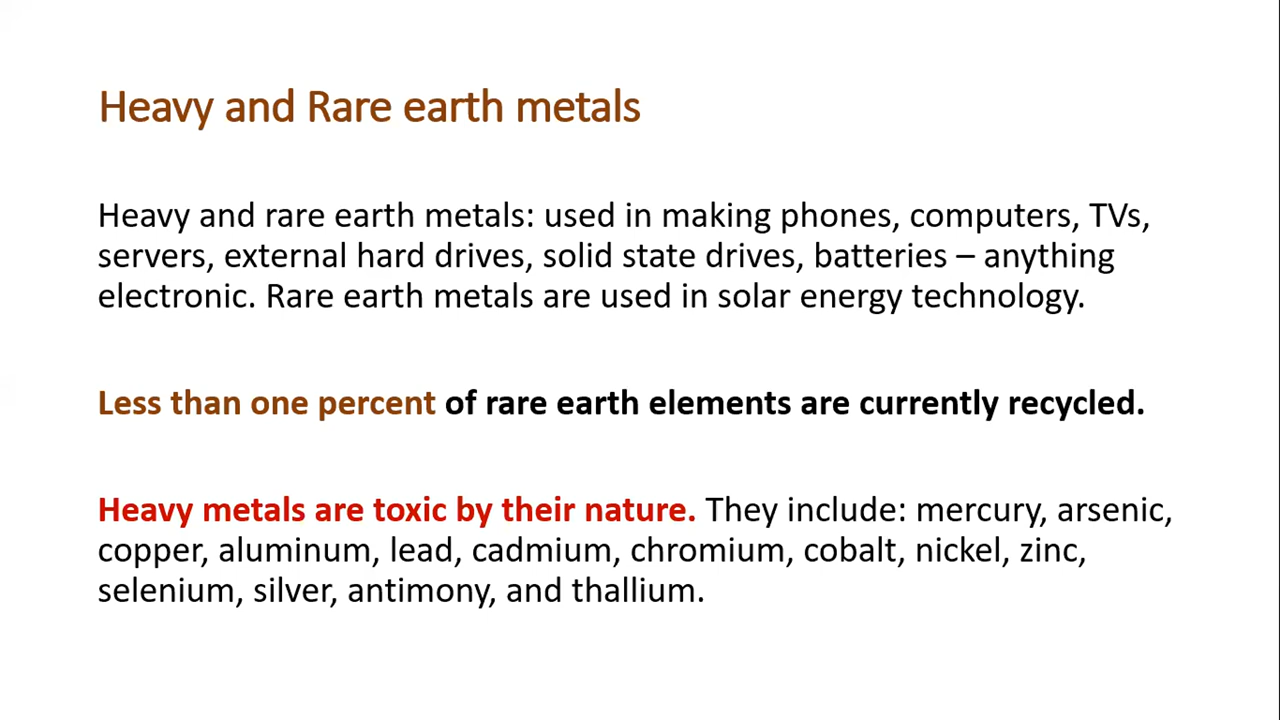 Heavy and Rare earth metals
Heavy and rare earth metals: used in making phones, computers, TVs,
servers, external hard drives, solid state drives, batteries – anything
electronic. Rare earth metals are used in solar energy technology.
Less than one percent of rare earth elements are currently recycled.
Heavy metals are toxic by their nature. They include: mercury, arsenic,
copper, aluminum, lead, cadmium, chromium, cobalt, nickel, zinc,
selenium, silver, antimony, and thallium.